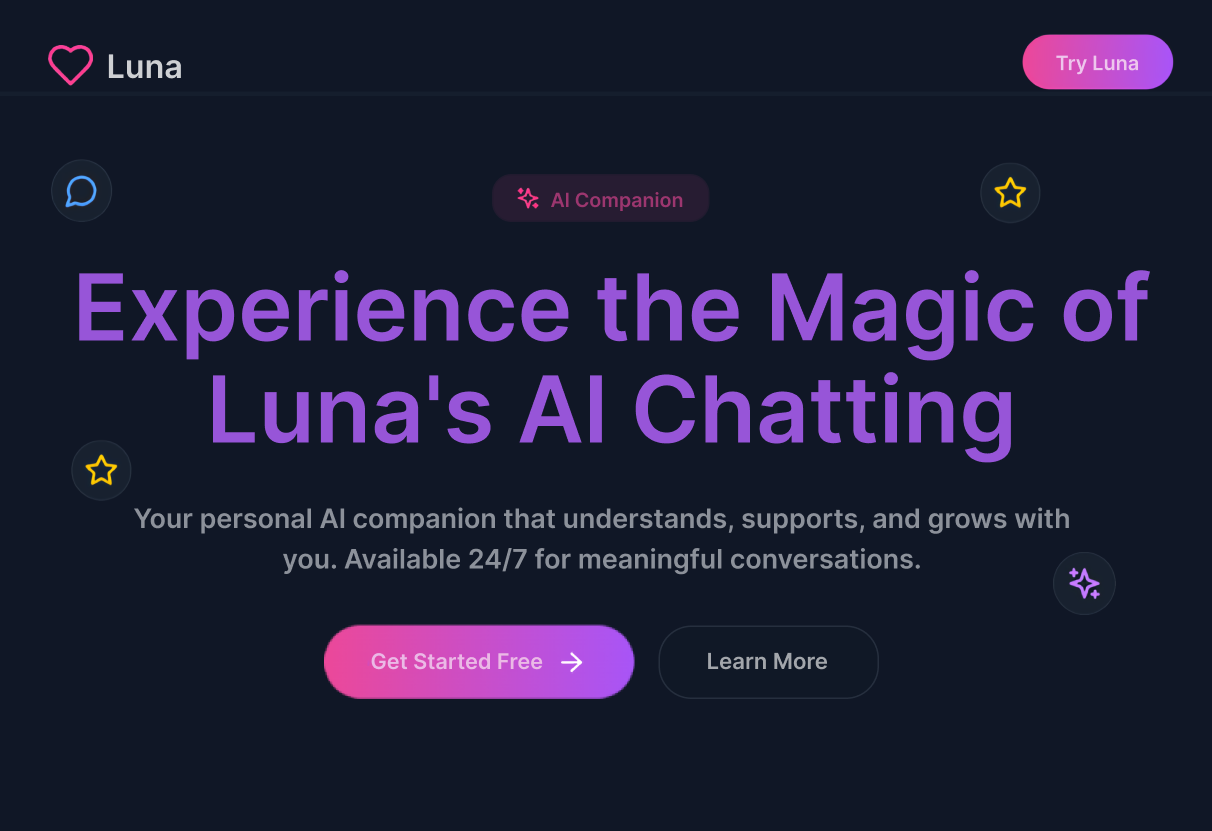 Luna
Try Luna
AI Companion
Experience the Magic of
Luna's AI Chatting
Your personal AI companion that understands, supports, and grows with
you. Available 24/7 for meaningful conversations.
Get Started Free
Learn More